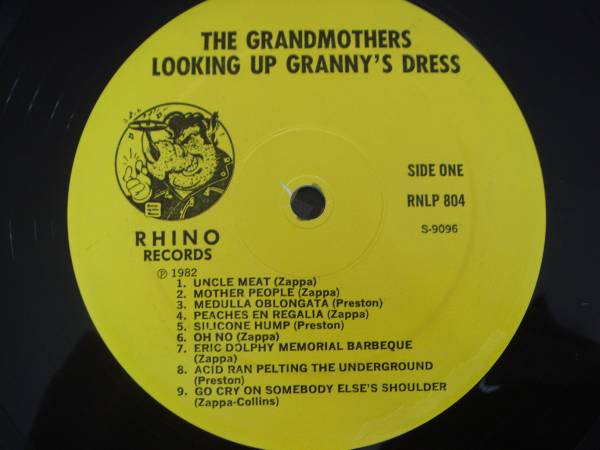 THE GRANDMOTHERS
LOOKING UP GRANNY'S DRESS
SIDE ONE
RNLP 804
S-9096
RHINO
RECORDS
℗ 1982
1. UNCLE MEAT (Zappa)
2. MOTHER PEOPLE (Zappa)
3. MEDULLA OBLONGATA (Preston)
4. PEACHES EN REGALIA (Zappa)
5. SILICONE HUMP (Preston)
6. OH NO (Zappa)
7. ERIC DOLPHY MEMORIAL BARBEQUE
(Zappa)
8. ACID RAN PELTING THE UNDERGROUND
(Preston)
9. GO CRY ON SOMEBODY ELSE'S SHOULDER
(Zappa-Collins)